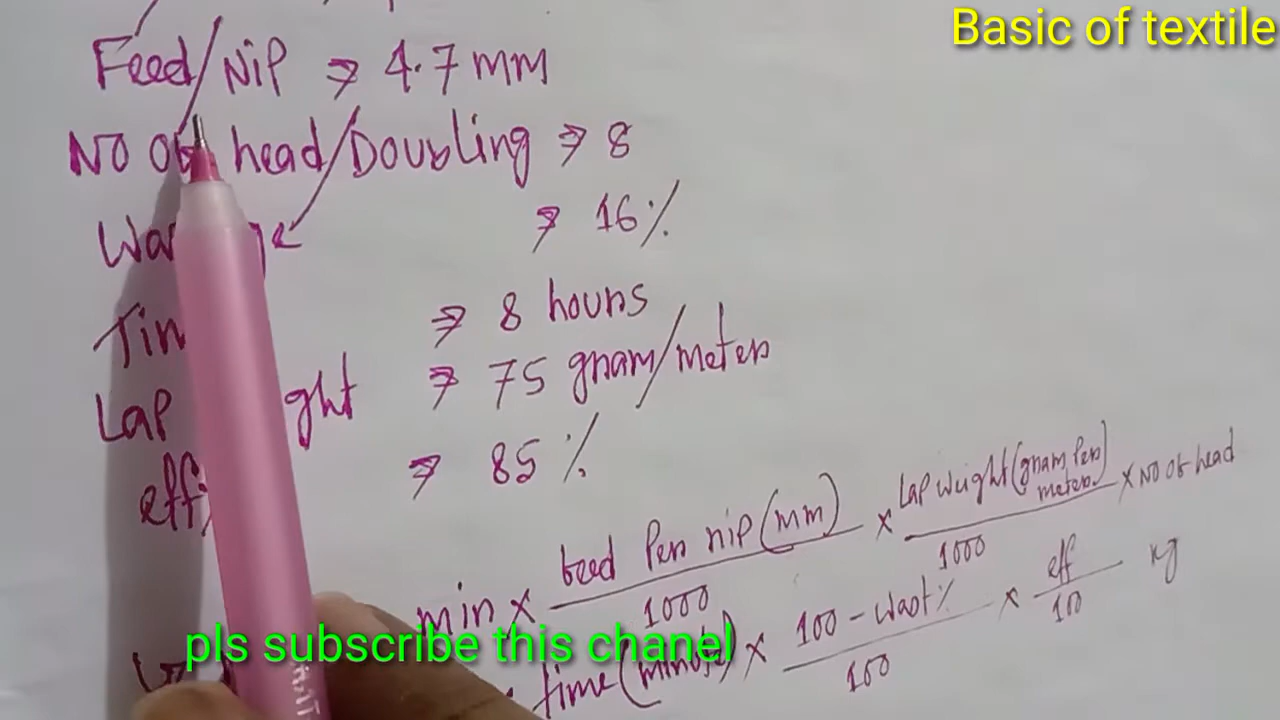 Basic of textile
Feed/Nip → 4.7 mm
No of head/Doubling → 8
→ 16%
→ 8 hours
Lap → 75 gram/meter
→ 85%
min × feed per nip (mm) / 1000 × Lap weight (gram per meter) / 1000 × No of head
time (minute) × 100 - wast% / 100 × eff / 100 kg
pls subscribe this chanel